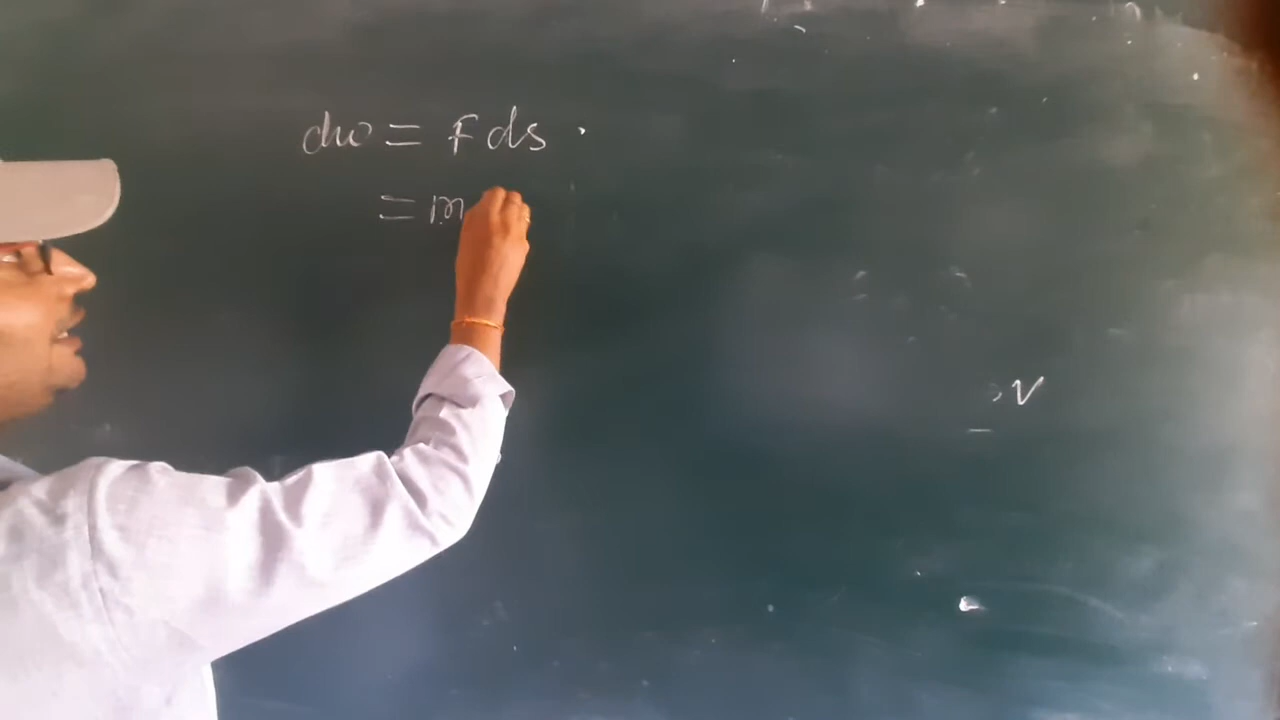 dw = F ds .
= m
v